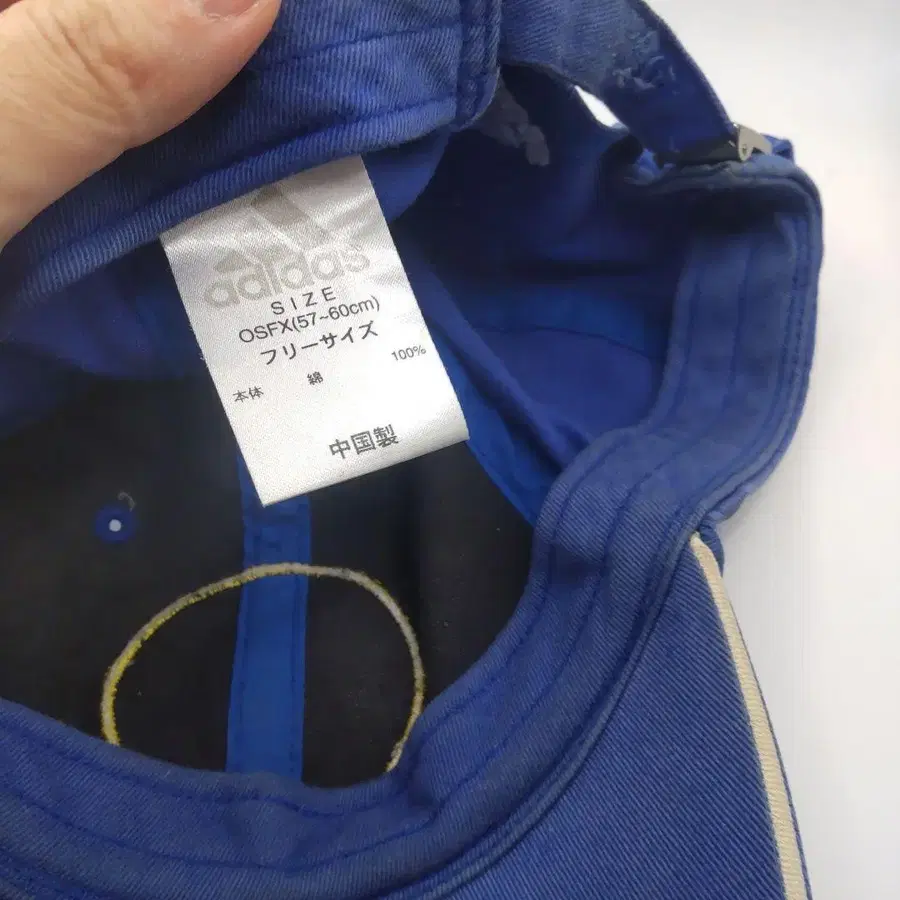 adidas
SIZE
OSFX(57~60cm)
フリーサイズ
本体 綿 100%
中国製